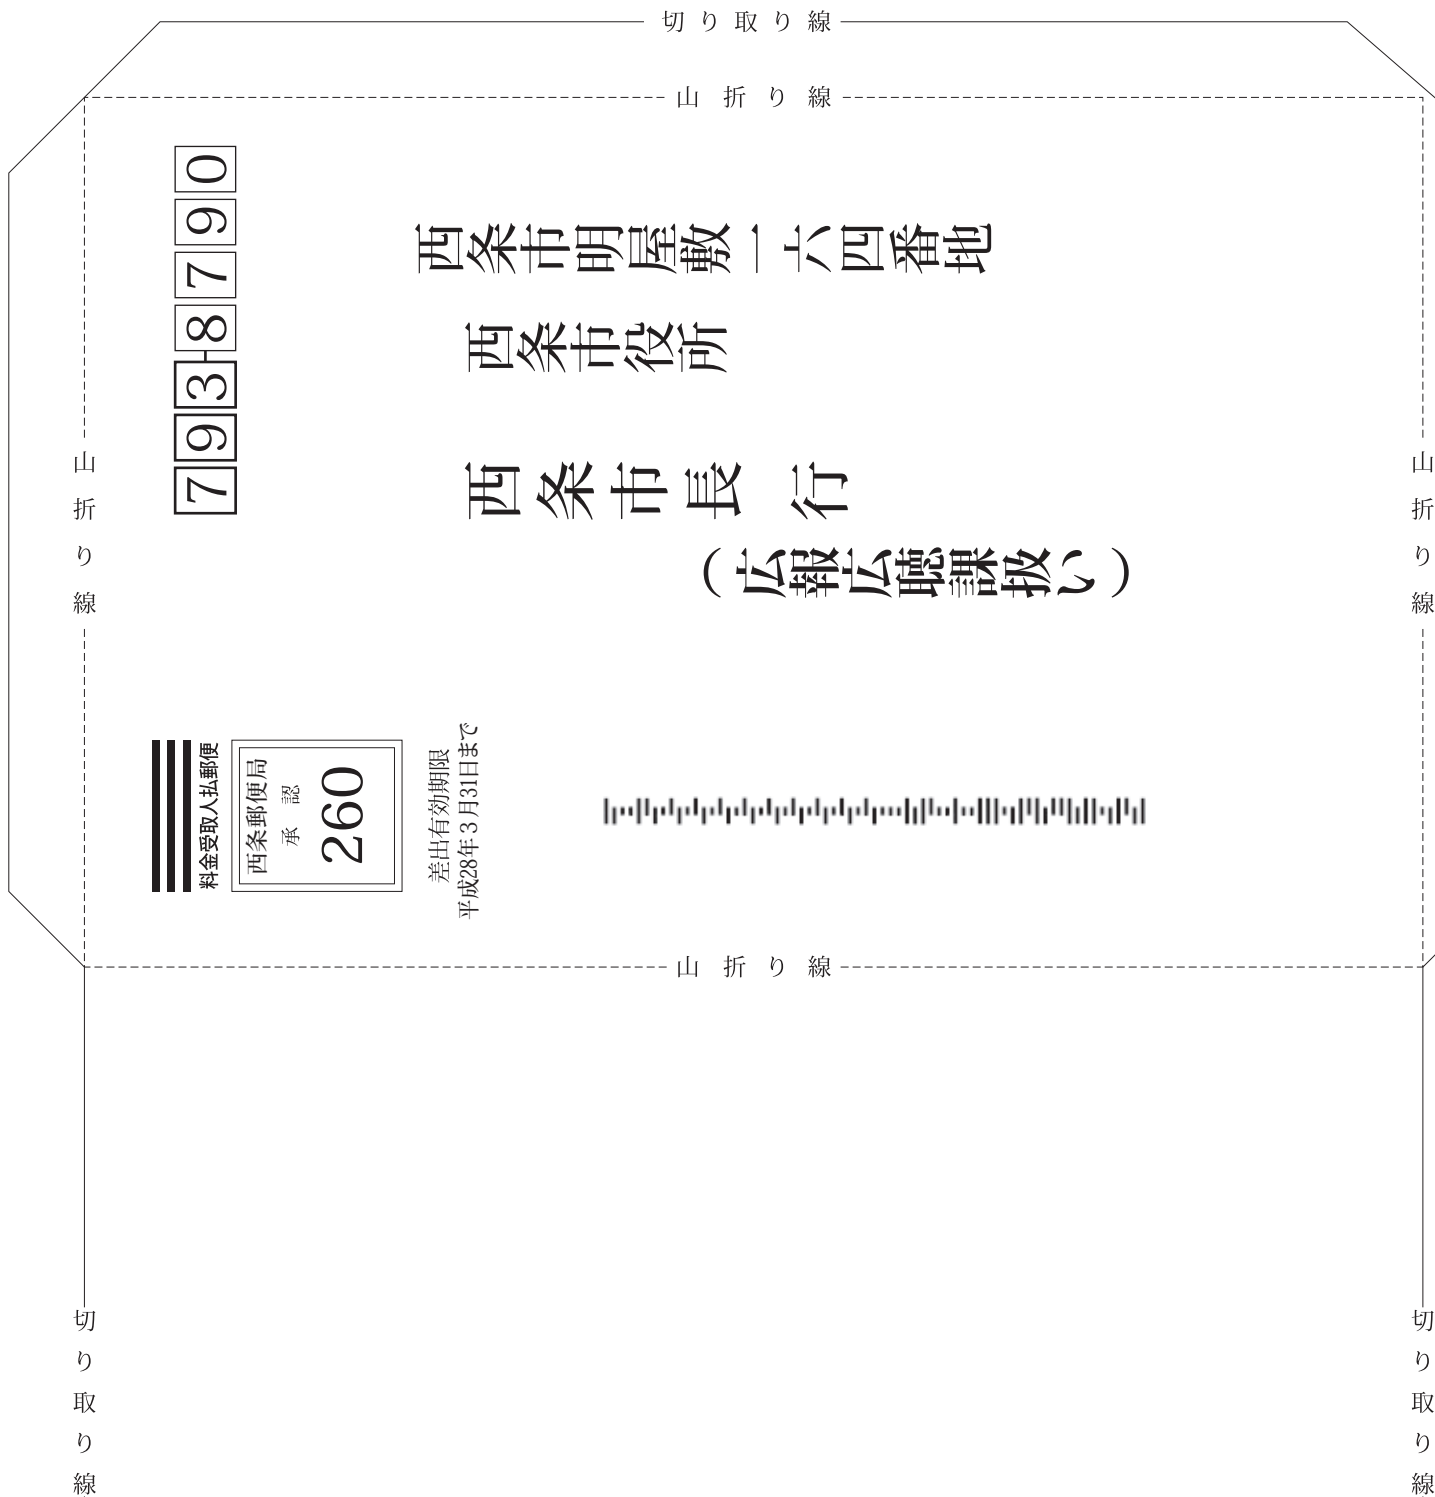 切り取り線
山折り線
7938790
西条市明屋敷一六四番地
西条市役所
西条市長 行
（広報広聴課扱い）
山折り線
山折り線
料金受取人払郵便
西条郵便局
承認
260
差出有効期限
平成28年3月31日まで
山折り線
切り取り線
切り取り線